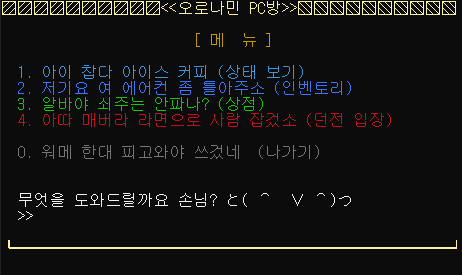 <<오로나민 PC방>>
[ 메 뉴 ]
1. 아이 찹다 아이스 커피 (상태 보기)
2. 저기요 여 에어컨 좀 틀아주소 (인벤토리)
3. 알바야 쇠주는 안파나? (상점)
4. 아따 매버라 라면으로 사람 잡겄소 (던전 입장)
0. 워메 한대 피고와야 쓰겄네 (나가기)
무엇을 도와드릴까요 손님? と( ^ ∨ ^ )つ
>>